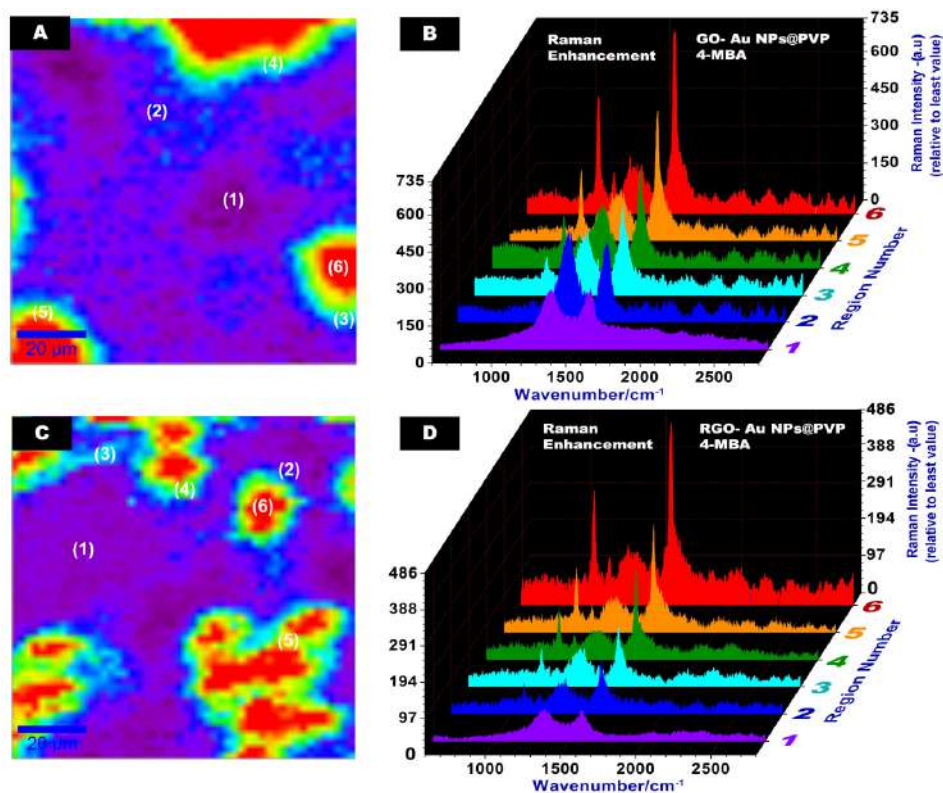 A
(4)
(2)
(1)
(6)
(5)
(3)
20 µm
B
Raman
Enhancement
GO- Au NPs@PVP
4-MBA
735
600
450
300
150
0
Raman Intensity -(a.u)
(relative to least value)
735
600
450
300
150
0
6
5
4
3
2
1
Region Number
1000
1500
2000
2500
Wavenumber/cm⁻¹
C
(3)
(2)
(4)
(6)
(1)
(5)
20 µm
D
Raman
Enhancement
RGO- Au NPs@PVP
4-MBA
486
388
291
194
97
0
Raman Intensity -(a.u)
(relative to least value)
486
388
291
194
97
0
6
5
4
3
2
1
Region Number
1000
1500
2000
2500
Wavenumber/cm⁻¹